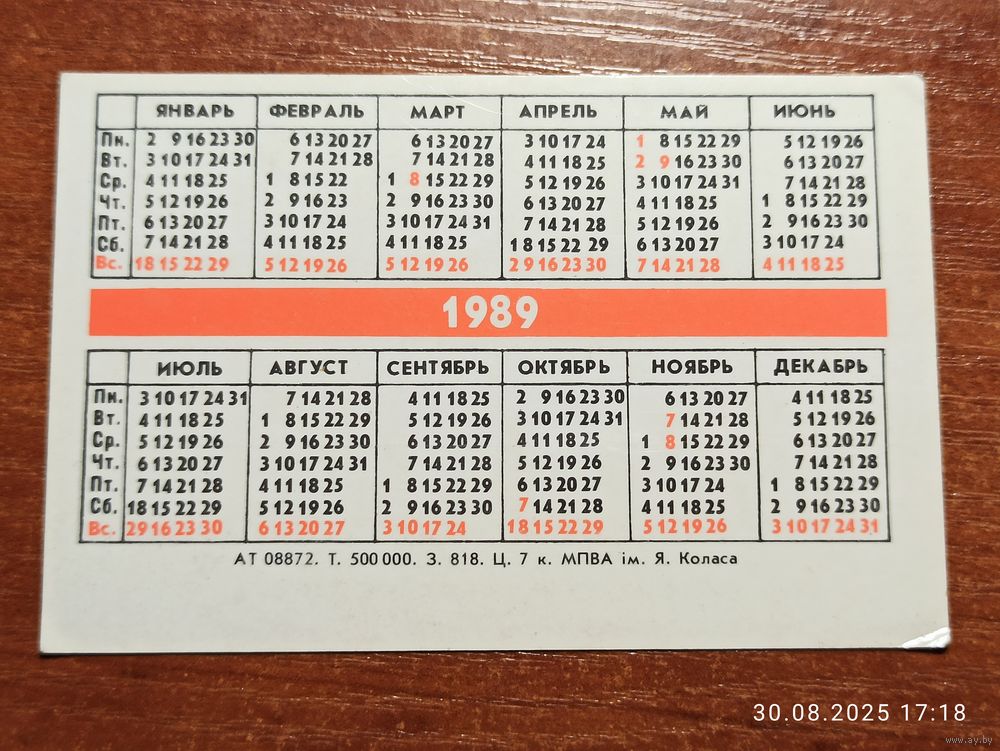 ЯНВАРЬ ФЕВРАЛЬ МАРТ АПРЕЛЬ МАЙ ИЮНЬ
Пн. 2 9 16 23 30 6 13 20 27 6 13 20 27 3 10 17 24 1 8 15 22 29 5 12 19 26
Вт. 3 10 17 24 31 7 14 21 28 7 14 21 28 4 11 18 25 2 9 16 23 30 6 13 20 27
Ср. 4 11 18 25 1 8 15 22 1 8 15 22 29 5 12 19 26 3 10 17 24 31 7 14 21 28
Чт. 5 12 19 26 2 9 16 23 2 9 16 23 30 6 13 20 27 4 11 18 25 1 8 15 22 29
Пт. 6 13 20 27 3 10 17 24 3 10 17 24 31 7 14 21 28 5 12 19 26 2 9 16 23 30
Сб. 7 14 21 28 4 11 18 25 4 11 18 25 1 8 15 22 29 6 13 20 27 3 10 17 24
Вс. 1 8 15 22 29 5 12 19 26 5 12 19 26 2 9 16 23 30 7 14 21 28 4 11 18 25
1989
ИЮЛЬ АВГУСТ СЕНТЯБРЬ ОКТЯБРЬ НОЯБРЬ ДЕКАБРЬ
Пн. 3 10 17 24 31 7 14 21 28 4 11 18 25 2 9 16 23 30 6 13 20 27 4 11 18 25
Вт. 4 11 18 25 1 8 15 22 29 5 12 19 26 3 10 17 24 31 7 14 21 28 5 12 19 26
Ср. 5 12 19 26 2 9 16 23 30 6 13 20 27 4 11 18 25 1 8 15 22 29 6 13 20 27
Чт. 6 13 20 27 3 10 17 24 31 7 14 21 28 5 12 19 26 2 9 16 23 30 7 14 21 28
Пт. 7 14 21 28 4 11 18 25 1 8 15 22 29 6 13 20 27 3 10 17 24 1 8 15 22 29
Сб. 1 8 15 22 29 5 12 19 26 2 9 16 23 30 7 14 21 28 4 11 18 25 2 9 16 23 30
Вс. 2 9 16 23 30 6 13 20 27 3 10 17 24 1 8 15 22 29 5 12 19 26 3 10 17 24 31
АТ 08872. Т. 500 000. З. 818. Ц. 7 к. МПВА ім. Я. Коласа
30.08.2025 17:18
www.ay.by